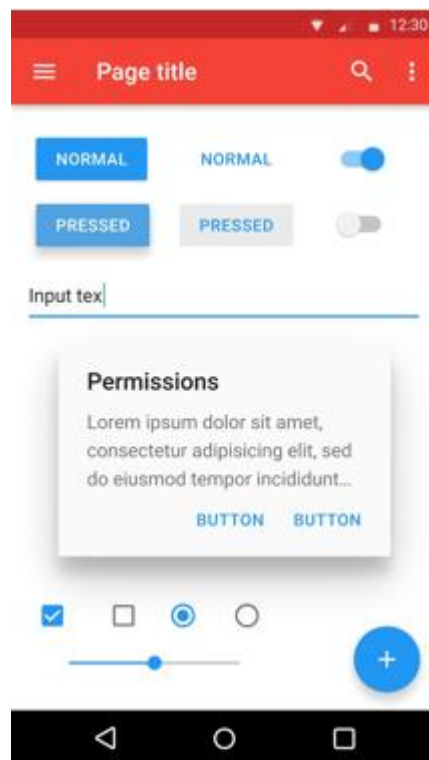 12:30
Page title
NORMAL NORMAL
PRESSED PRESSED
Input tex
Permissions
Lorem ipsum dolor sit amet,
consectetur adipisicing elit, sed
do eiusmod tempor incididunt...
BUTTON BUTTON